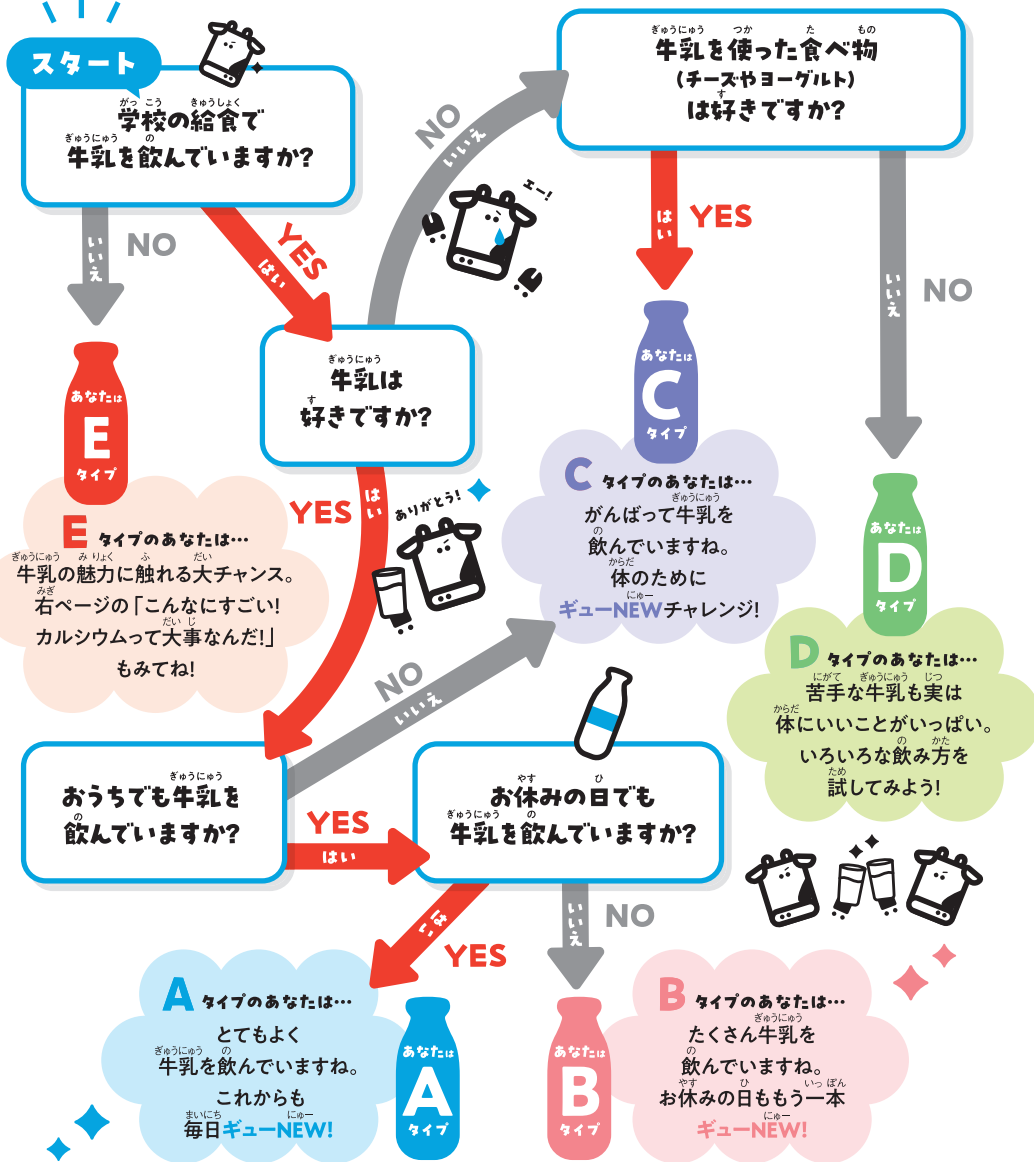 スタート
学校の給食で
牛乳を飲んでいますか?
NO
いいえ
YES
はい
牛乳は
好きですか?
NO
いいえ
エー!
牛乳を使った食べ物
(チーズやヨーグルト)
は好きですか?
はい
YES
いいえ
NO
あなたは
E
タイプ
Eタイプのあなたは…
牛乳の魅力に触れる大チャンス。
右ページの「こんなにすごい!
カルシウムって大事なんだ!」
もみてね!
YES
はい
ありがとう!
あなたは
C
タイプ
Cタイプのあなたは…
がんばって牛乳を
飲んでいますね。
体のために
ギューNEWチャレンジ!
あなたは
D
タイプ
Dタイプのあなたは…
苦手な牛乳も実は
体にいいことがいっぱい。
いろいろな飲み方を
試してみよう!
おうちでも牛乳を
飲んでいますか?
NO
いいえ
YES
はい
お休みの日でも
牛乳を飲んでいますか?
はい
YES
いいえ
NO
Aタイプのあなたは…
とてもよく
牛乳を飲んでいますね。
これからも
毎日ギューNEW!
あなたは
A
タイプ
あなたは
B
タイプ
Bタイプのあなたは…
たくさん牛乳を
飲んでいますね。
お休みの日ももう一本
ギューNEW!